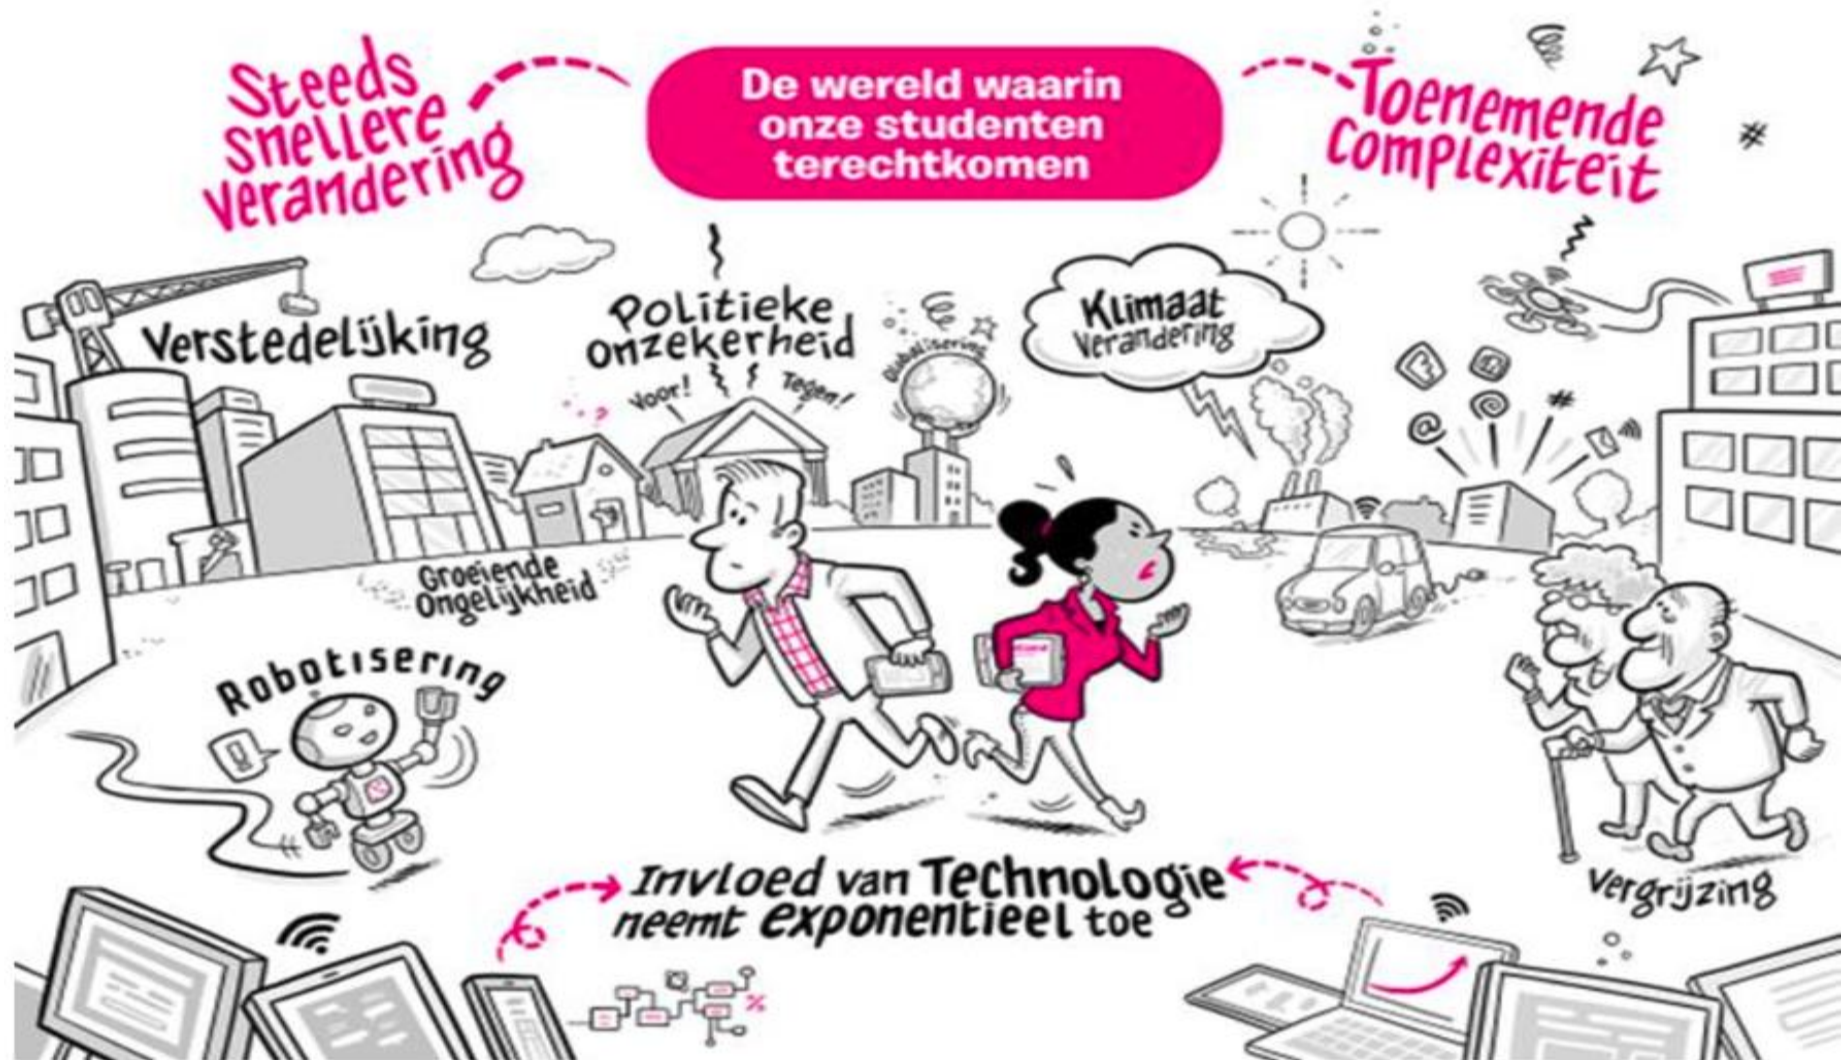 Steeds
snellere
verandering
De wereld waarin
onze studenten
terechtkomen
Toenemende
complexiteit
#
Verstedelijking
Politieke
onzekerheid
Voor!
Tegen!
Globalisering
Klimaat
verandering
@
#
Groeiende
Ongelijkheid
Robotisering
!
Invloed van Technologie
neemt exponentieel toe
Vergrijzing
%